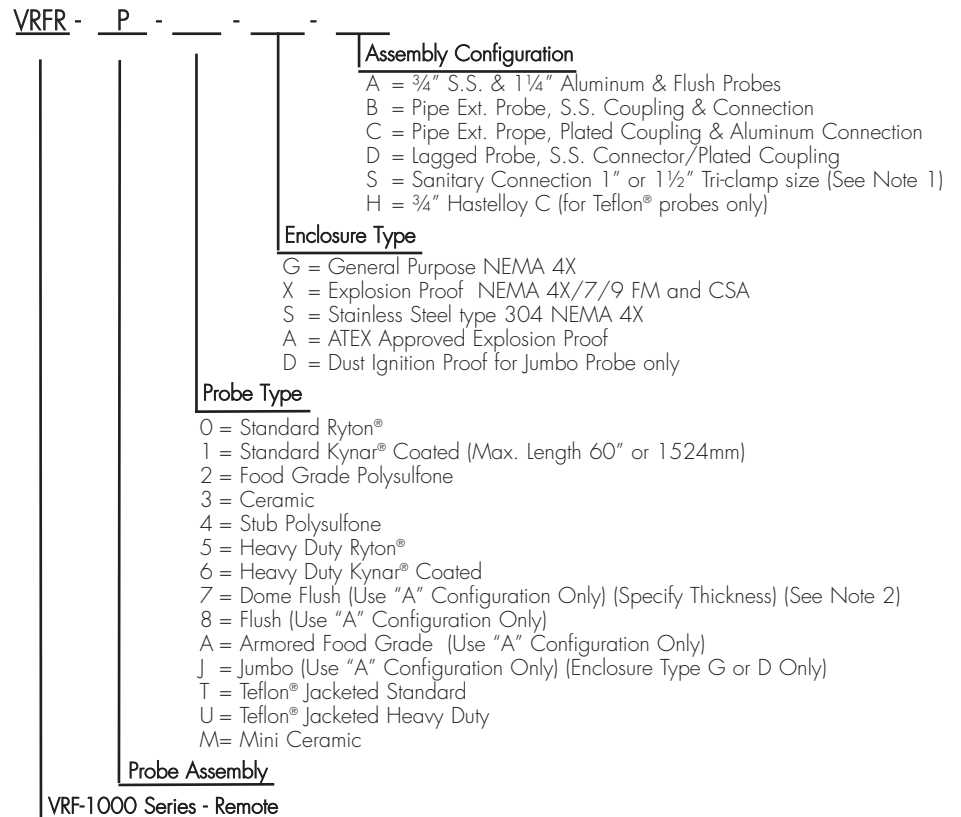 VRFR - P - - -
Assembly Configuration
A = ¾" S.S. & 1¼" Aluminum & Flush Probes
B = Pipe Ext. Probe, S.S. Coupling & Connection
C = Pipe Ext. Prope, Plated Coupling & Aluminum Connection
D = Lagged Probe, S.S. Connector/Plated Coupling
S = Sanitary Connection 1" or 1½" Tri-clamp size (See Note 1)
H = ¾" Hastelloy C (for Teflon® probes only)
Enclosure Type
G = General Purpose NEMA 4X
X = Explosion Proof NEMA 4X/7/9 FM and CSA
S = Stainless Steel type 304 NEMA 4X
A = ATEX Approved Explosion Proof
D = Dust Ignition Proof for Jumbo Probe only
Probe Type
0 = Standard Ryton®
1 = Standard Kynar® Coated (Max. Length 60" or 1524mm)
2 = Food Grade Polysulfone
3 = Ceramic
4 = Stub Polysulfone
5 = Heavy Duty Ryton®
6 = Heavy Duty Kynar® Coated
7 = Dome Flush (Use "A" Configuration Only) (Specify Thickness) (See Note 2)
8 = Flush (Use "A" Configuration Only)
A = Armored Food Grade (Use "A" Configuration Only)
J = Jumbo (Use "A" Configuration Only) (Enclosure Type G or D Only)
T = Teflon® Jacketed Standard
U = Teflon® Jacketed Heavy Duty
M= Mini Ceramic
Probe Assembly
VRF-1000 Series - Remote